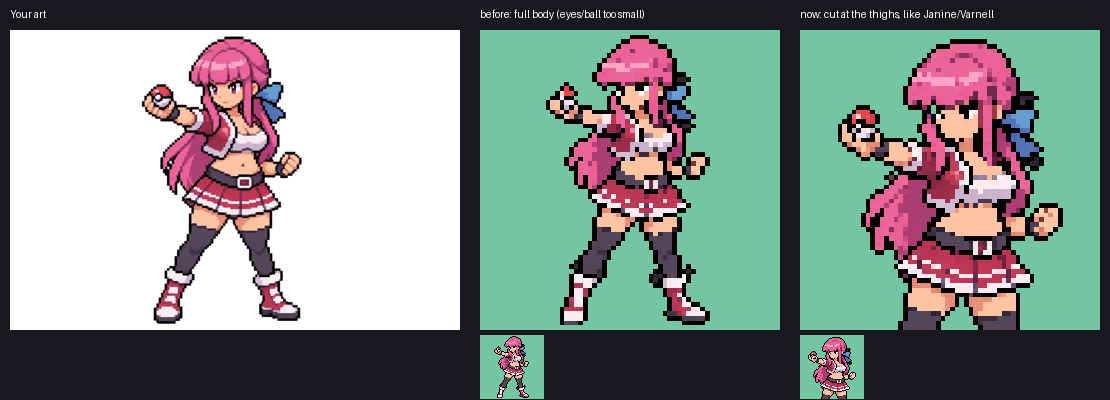 Your art
before: full body (eyes/ball too small)
now: cut at the thighs, like Janine/Varnell